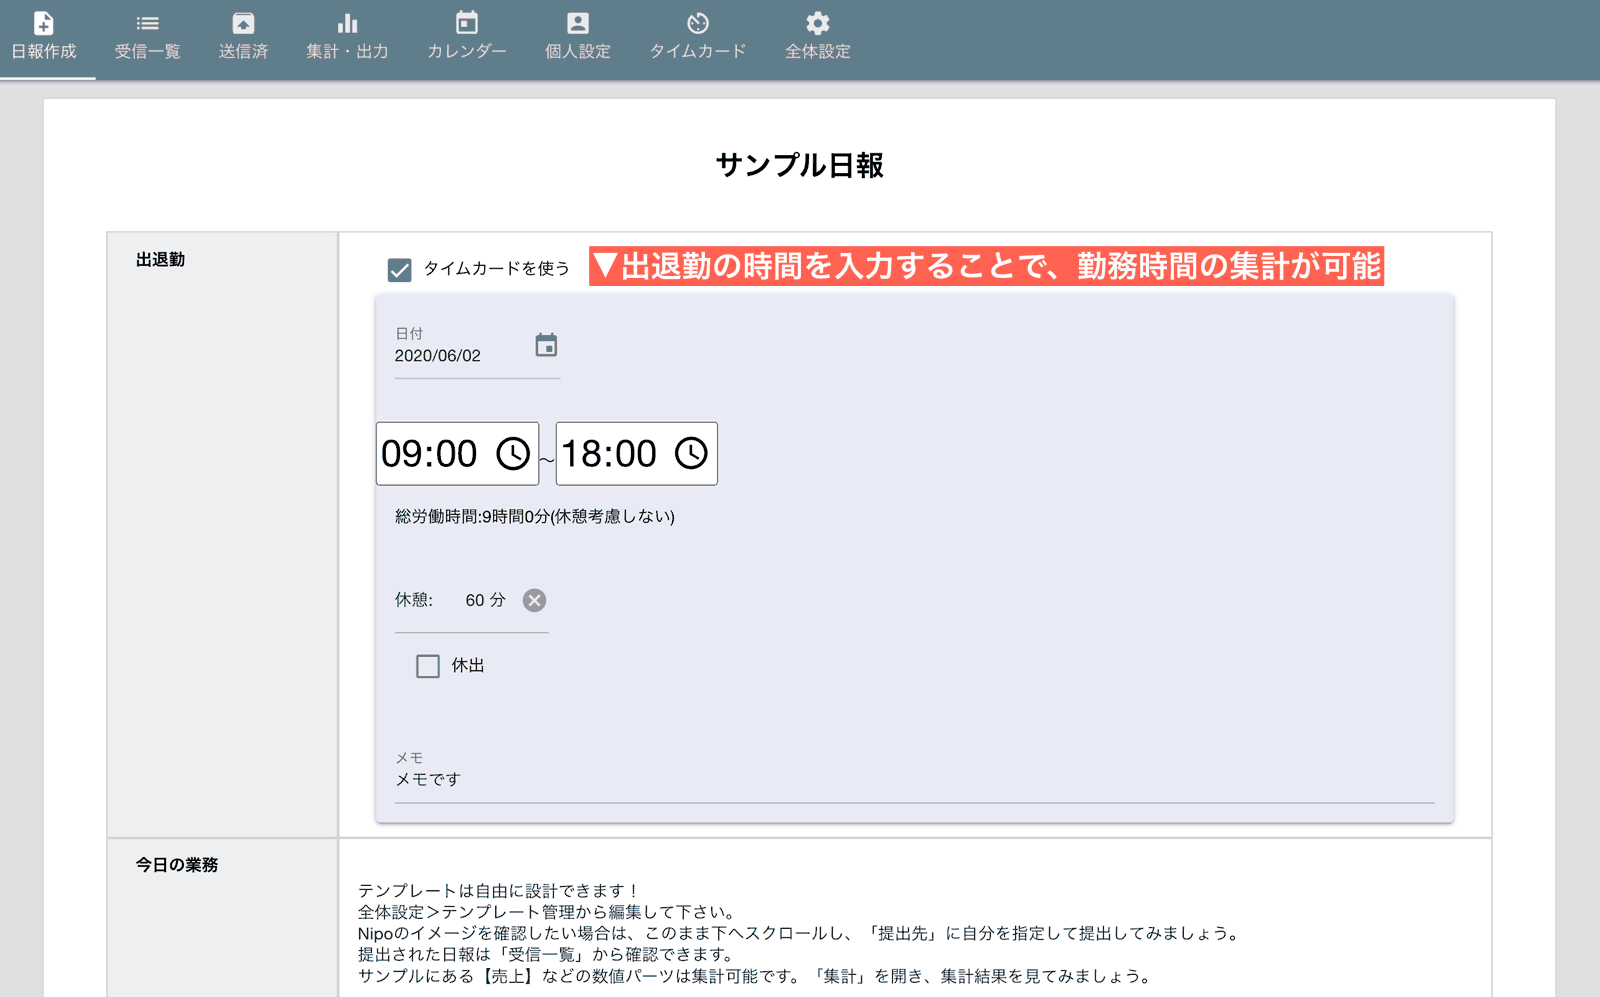 日報作成
受信一覧
送信済
集計・出力
カレンダー
個人設定
タイムカード
全体設定
サンプル日報
出退勤
タイムカードを使う
▼出退勤の時間を入力することで、勤務時間の集計が可能
日付
2020/06/02
09:00 ～ 18:00
総労働時間:9時間0分(休憩考慮しない)
休憩: 60 分
休出
メモ
メモです
今日の業務
テンプレートは自由に設計できます！
全体設定＞テンプレート管理から編集して下さい。
Nipoのイメージを確認したい場合は、このまま下へスクロールし、「提出先」に自分を指定して提出してみましょう。
提出された日報は「受信一覧」から確認できます。
サンプルにある【売上】などの数値パーツは集計可能です。「集計」を開き、集計結果を見てみましょう。